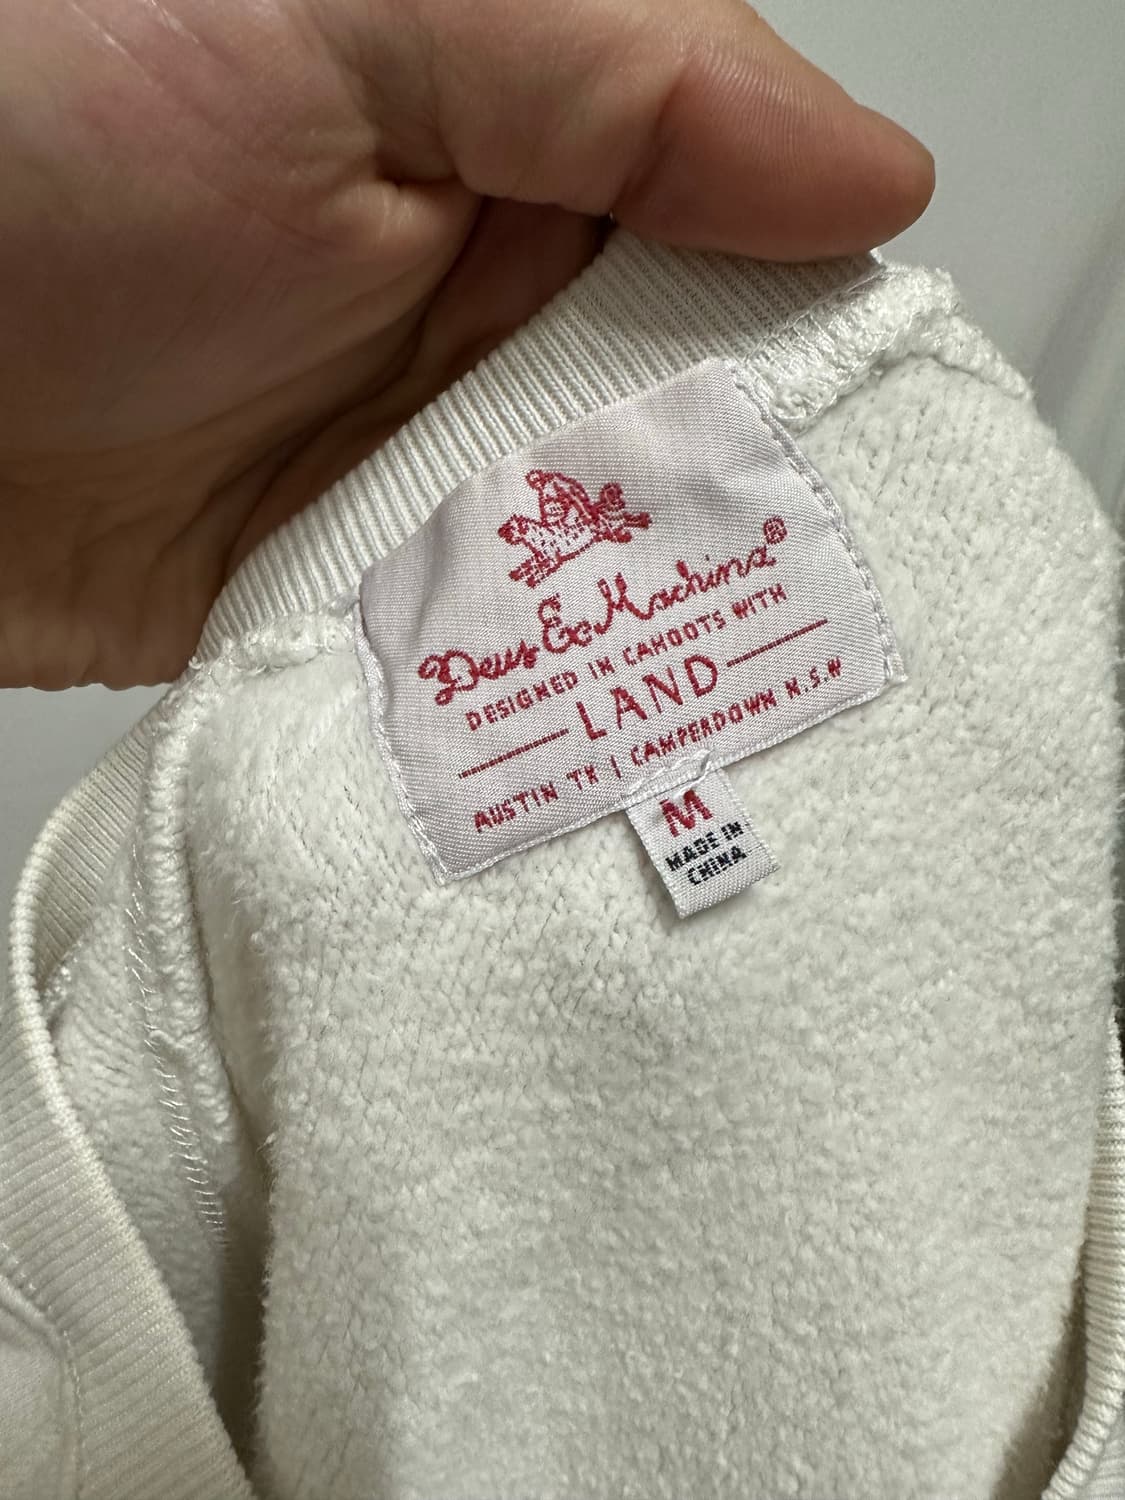 Deus Ex Machina®
DESIGNED IN CAHOOTS WITH
LAND
AUSTIN TX | CAMPERDOWN N.S.W
M
MADE IN
CHINA